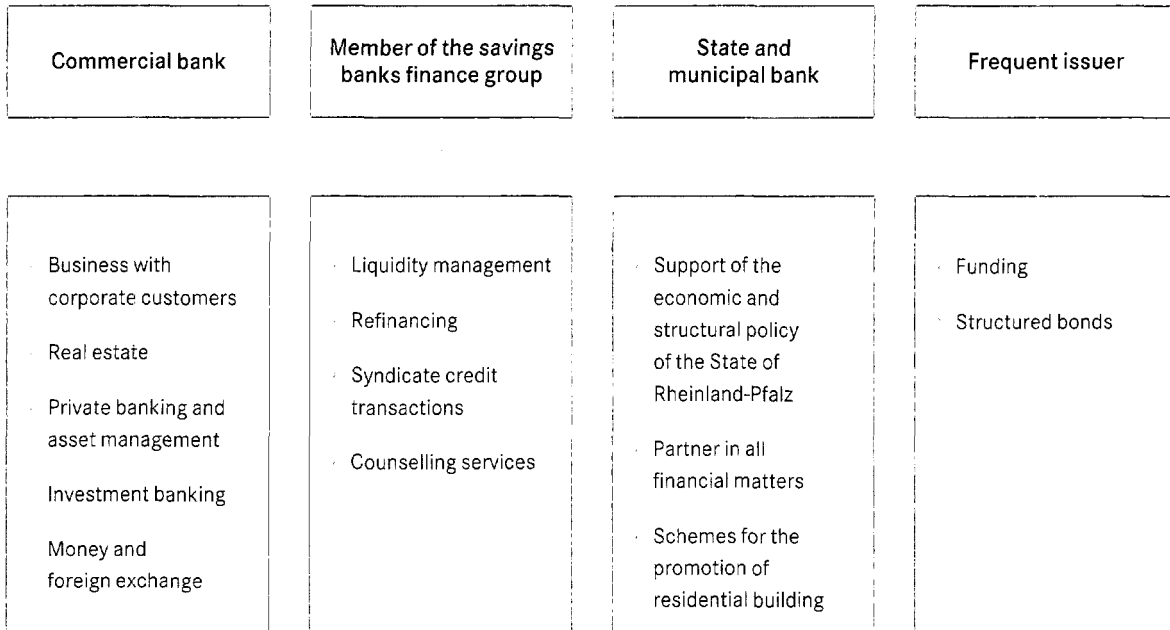 Commercial bank
Member of the savings
banks finance group
State and
municipal bank
Frequent issuer
Business with
corporate customers
Real estate
Private banking and
asset management
Investment banking
Money and
foreign exchange
Liquidity management
Refinancing
Syndicate credit
transactions
Counselling services
Support of the
economic and
structural policy
of the State of
Rheinland-Pfalz
Partner in all
financial matters
Schemes for the
promotion of
residential building
Funding
Structured bonds